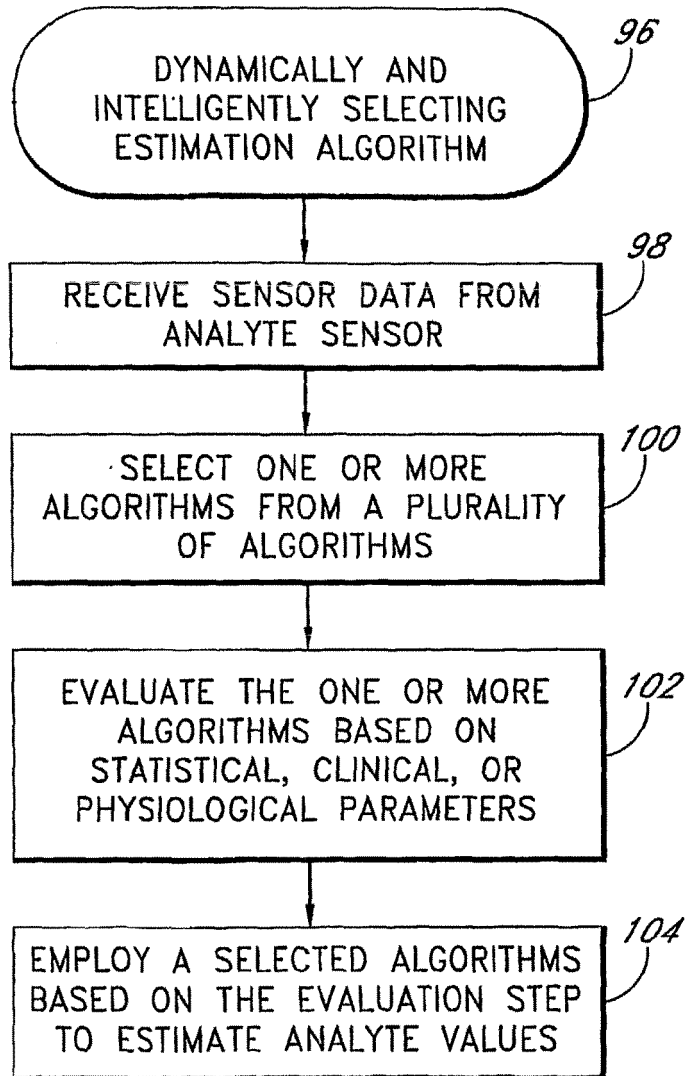 96
DYNAMICALLY AND
INTELLIGENTLY SELECTING
ESTIMATION ALGORITHM
98
RECEIVE SENSOR DATA FROM
ANALYTE SENSOR
100
SELECT ONE OR MORE
ALGORITHMS FROM A PLURALITY
OF ALGORITHMS
102
EVALUATE THE ONE OR MORE
ALGORITHMS BASED ON
STATISTICAL, CLINICAL, OR
PHYSIOLOGICAL PARAMETERS
104
EMPLOY A SELECTED ALGORITHMS
BASED ON THE EVALUATION STEP
TO ESTIMATE ANALYTE VALUES